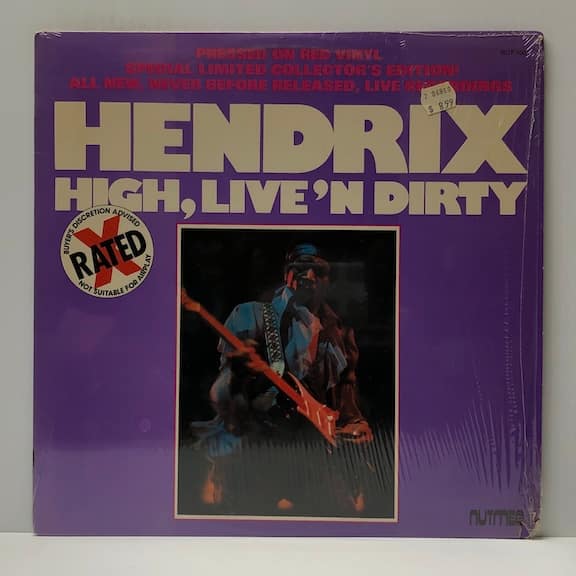 PRESSED ON RED VINYL
SPECIAL LIMITED COLLECTOR'S EDITION!
ALL NEW, NEVER BEFORE RELEASED, LIVE RECORDINGS
$ 8.99
HENDRIX
HIGH, LIVE 'N DIRTY
BUYER'S DISCRETION ADVISED
X
RATED
NOT SUITABLE FOR AIRPLAY
NUTMEG